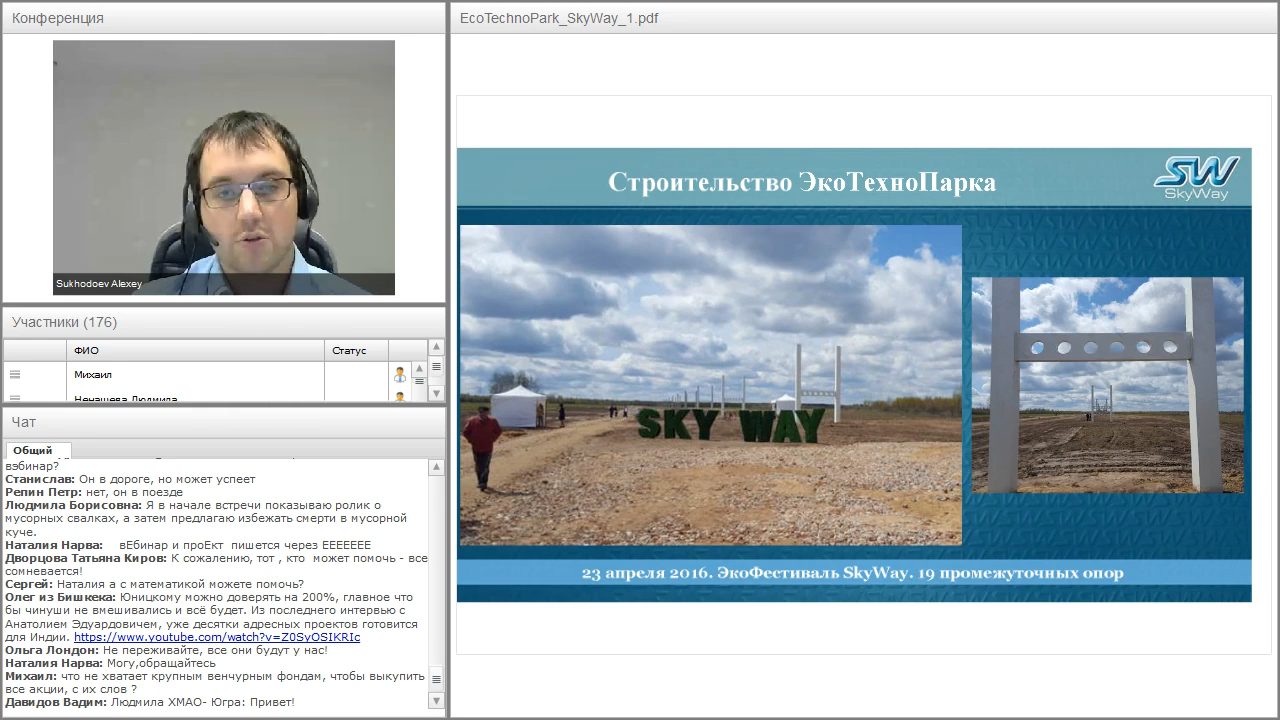 Конференция
Sukhodoev Alexey
Участники (176)
ФИО
Статус
Михаил
Ненашева Людмила
Чат
Общий
вэбинар?
Станислав: Он в дороге, но может успеет
Репин Петр: нет, он в поезде
Людмила Борисовна: Я в начале встречи показываю ролик о
мусорных свалках, а затем предлагаю избежать смерти в мусорной
куче.
Наталия Нарва: вЕбинар и проЕкт пишется через ЕЕЕЕЕЕЕ
Дворцова Татьяна Киров: К сожалению, тот , кто может помочь - все
сомневается!
Сергей: Наталия а с математикой можете помочь?
Олег из Бишкека: Юницкому можно доверять на 200%, главное что
бы чинуши не вмешивались и всё будет. Из последнего интервью с
Анатолием Эдуардовичем, уже десятки адресных проектов готовится
для Индии. https://www.youtube.com/watch?v=Z0SyOSIKRIc
Ольга Лондон: Не переживайте, все они будут у нас!
Наталия Нарва: Могу,обращайтесь
Михаил: что не хватает крупным венчурным фондам, чтобы выкупить
все акции, с их слов ?
Давидов Вадим: Людмила ХМАО- Югра: Привет!
EcoTechnoPark_SkyWay_1.pdf
Строительство ЭкоТехноПарка
SW
SkyWay
SKY WAY
23 апреля 2016. ЭкоФестиваль SkyWay. 19 промежуточных опор